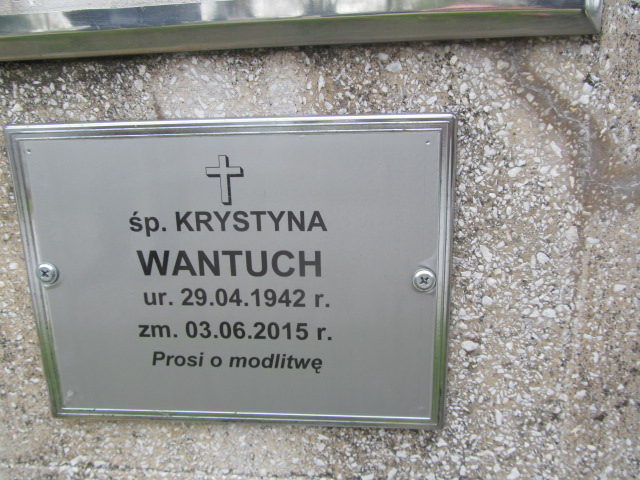 śp. KRYSTYNA
WANTUCH
ur. 29.04.1942 r.
zm. 03.06.2015 r.
Prosi o modlitwę